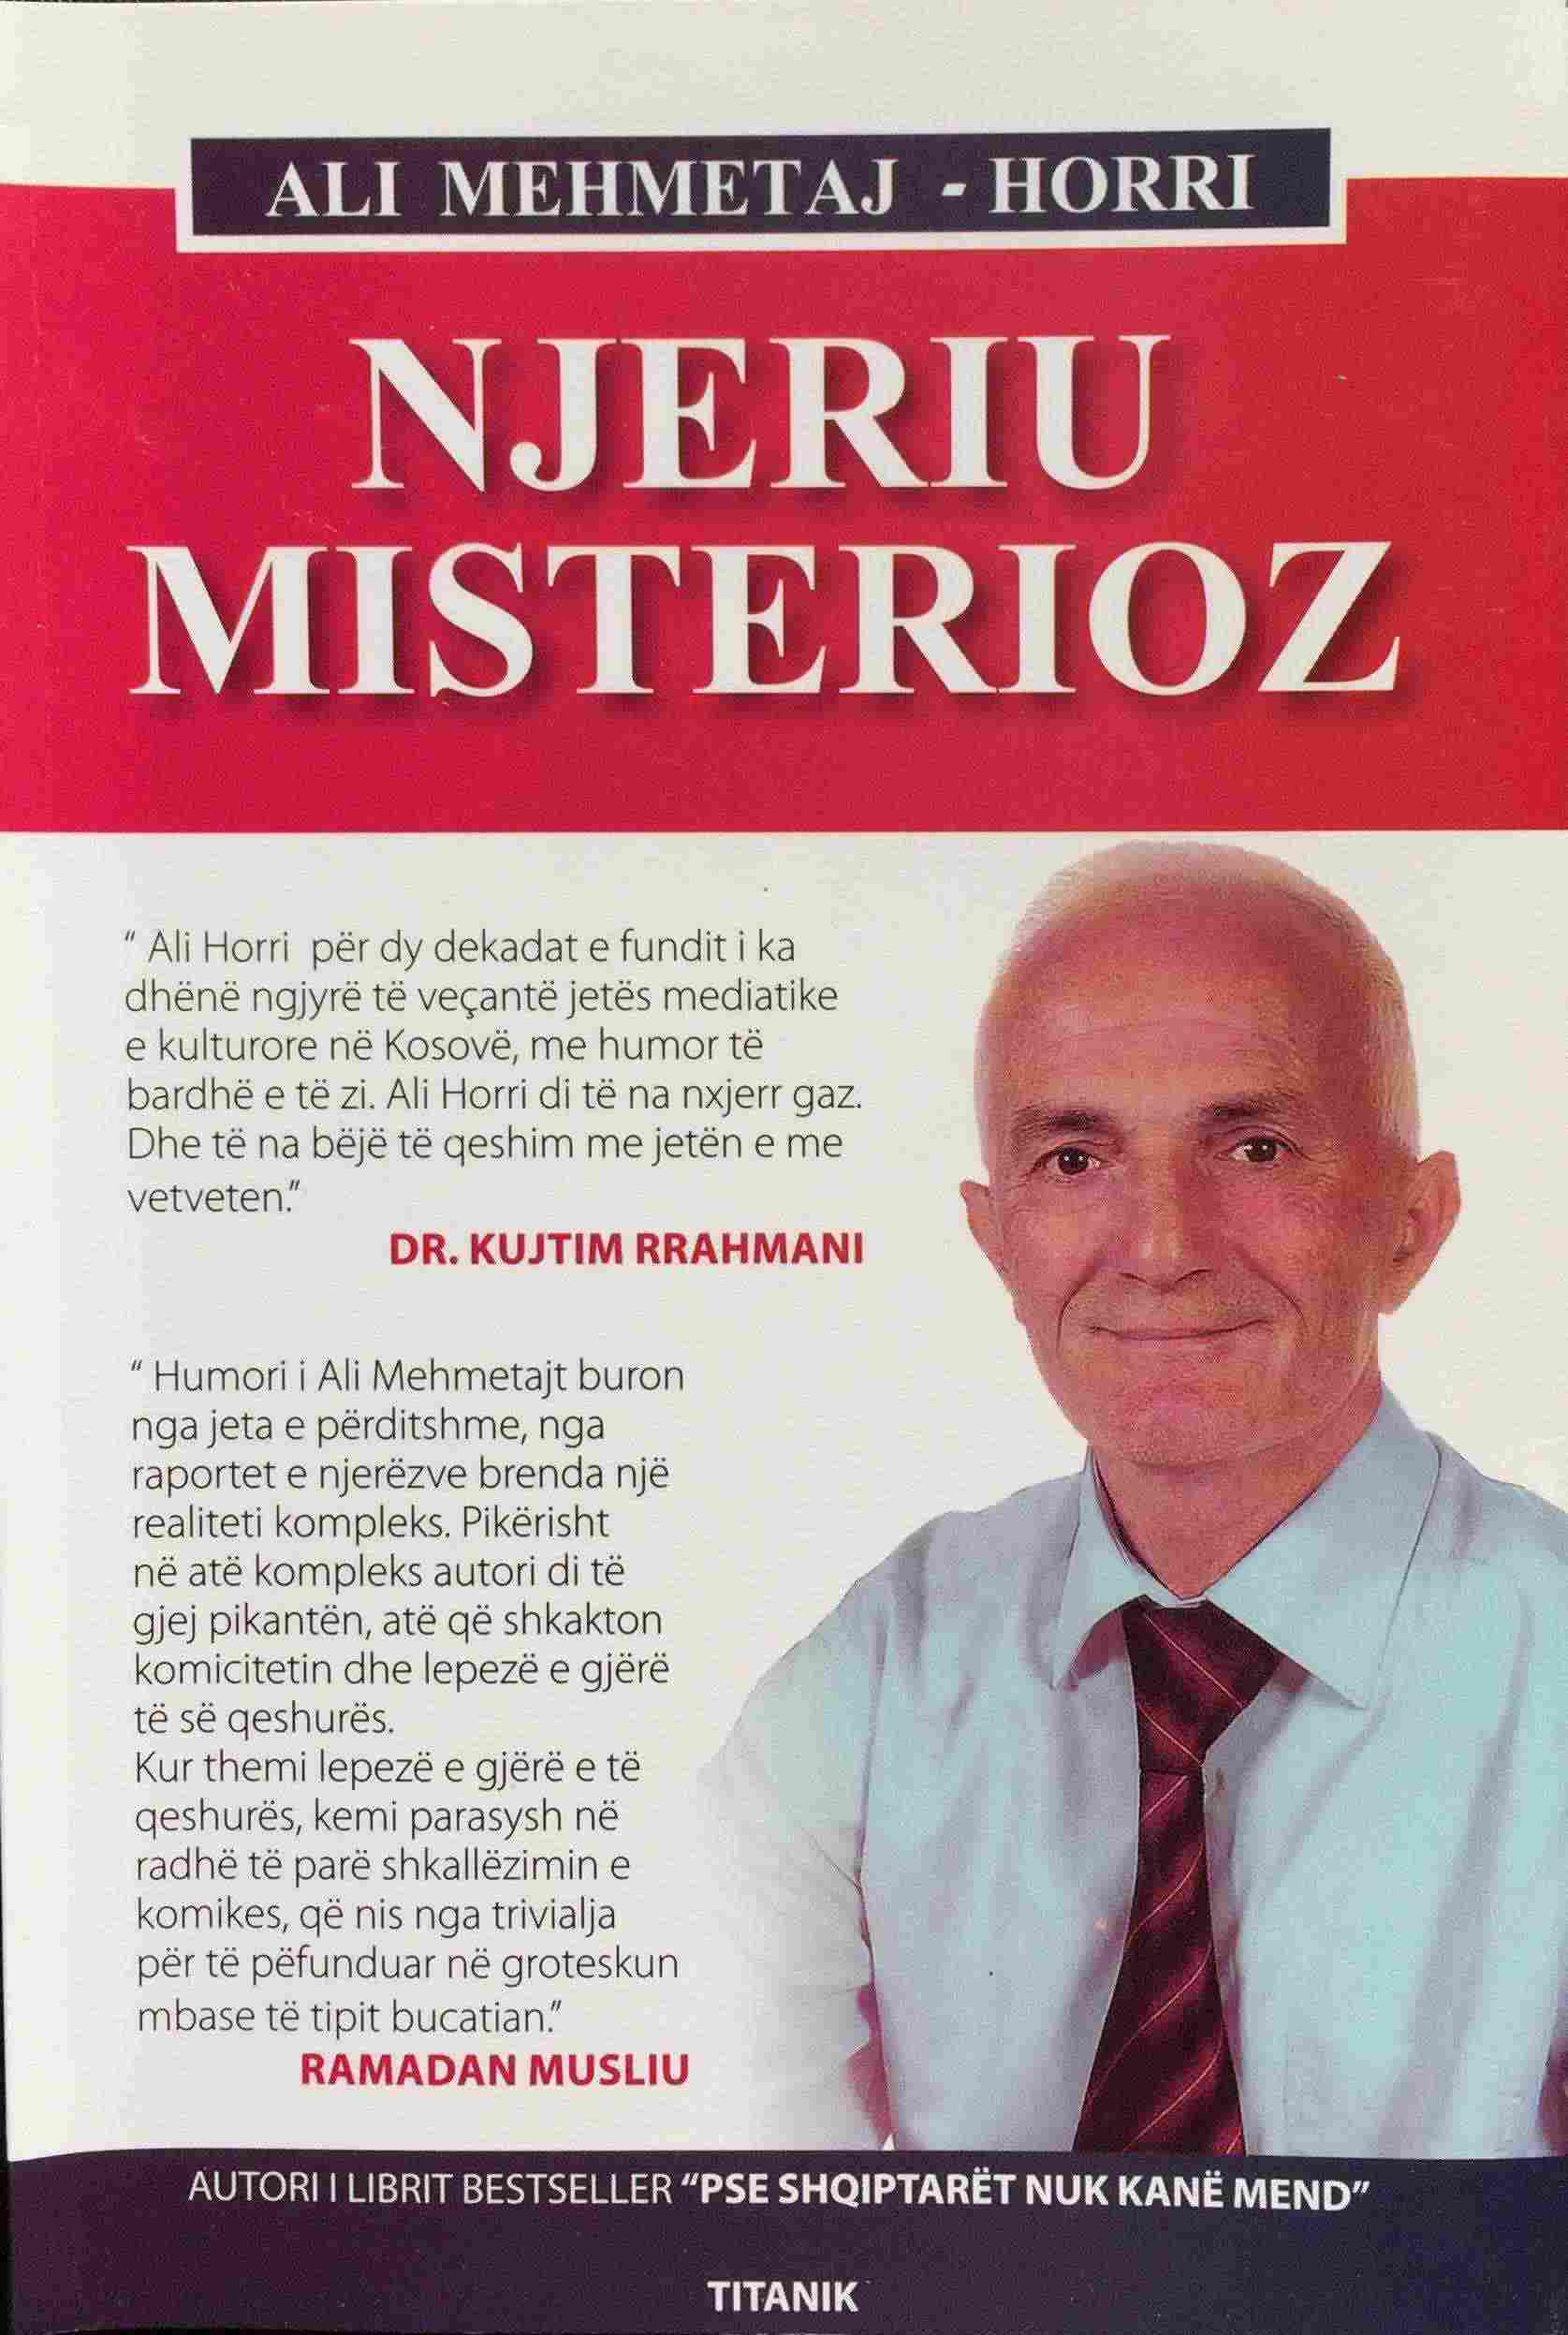 ALI MEHMETAJ - HORRI
NJERIU
MISTERIOZ
“ Ali Horri për dy dekadat e fundit i ka
dhënë ngjyrë të veçantë jetës mediatike
e kulturore në Kosovë, me humor të
bardhë e të zi. Ali Horri di të na nxjerr gaz.
Dhe të na bëjë të qeshim me jetën e me
vetveten.”
DR. KUJTIM RRAHMANI
“ Humori i Ali Mehmetajt buron
nga jeta e përditshme, nga
raportet e njerëzve brenda një
realiteti kompleks. Pikërisht
në atë kompleks autori di të
gjej pikantën, atë që shkakton
komicitetin dhe lepezë e gjërë
të së qeshurës.
Kur themi lepezë e gjërë e të
qeshurës, kemi parasysh në
radhë të parë shkallëzimin e
komikes, që nis nga trivialja
për të pëfunduar në groteskun
mbase të tipit bucatian.”
RAMADAN MUSLIU
AUTORI I LIBRIT BESTSELLER “PSE SHQIPTARËT NUK KANË MEND”
TITANIK